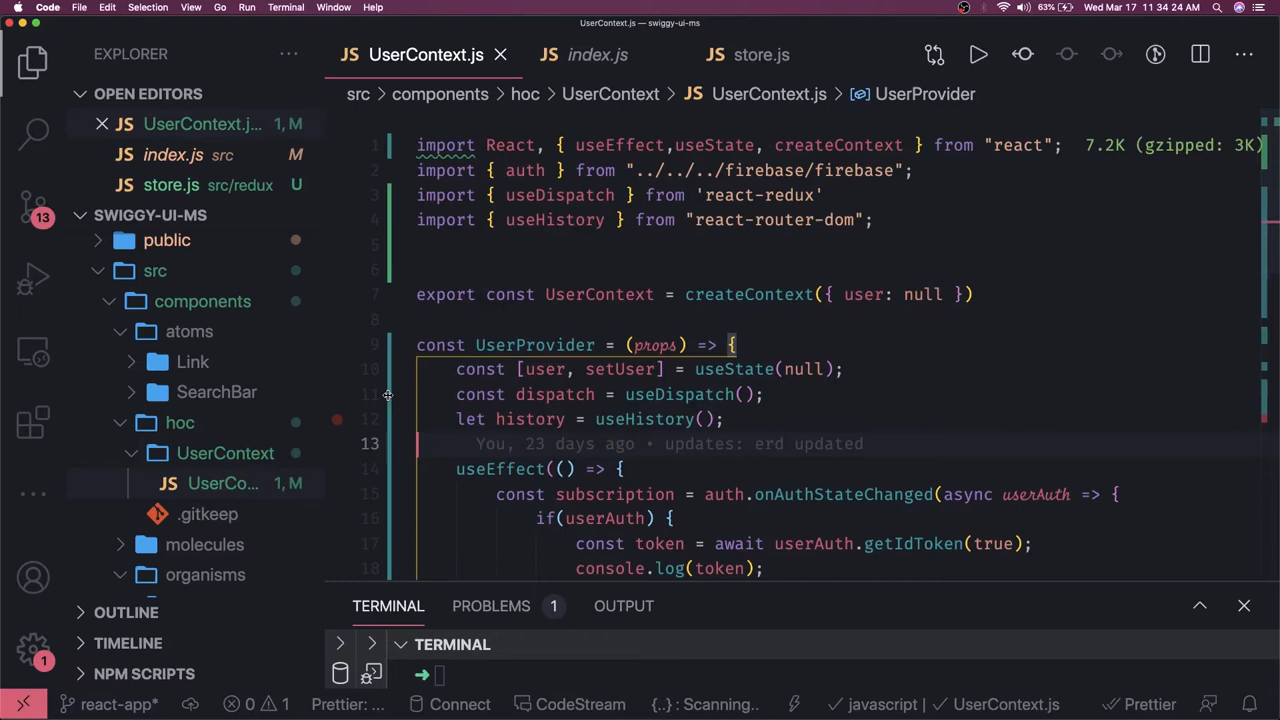 Code File Edit Selection View Go Run Terminal Window Help 63% Wed Mar 17 11:34:24 AM
UserContext.js — swiggy-ui-ms
EXPLORER
OPEN EDITORS
UserContext.j... 1, M
index.js src M
store.js src/redux U
SWIGGY-UI-MS
public
src
components
atoms
Link
SearchBar
hoc
UserContext
JS UserCo... 1, M
.gitkeep
molecules
organisms
OUTLINE
TIMELINE
NPM SCRIPTS
13
1
JS UserContext.js JS index.js JS store.js
src > components > hoc > UserContext > JS UserContext.js > UserProvider
1 import React, { useEffect,useState, createContext } from "react"; 7.2K (gzipped: 3K)
2 import { auth } from "../../../firebase/firebase";
3 import { useDispatch } from 'react-redux'
4 import { useHistory } from "react-router-dom";
5
6
7 export const UserContext = createContext({ user: null })
8
9 const UserProvider = (props) => {
10 const [user, setUser] = useState(null);
11 const dispatch = useDispatch();
12 let history = useHistory();
13 You, 23 days ago • updates: erd updated
14 useEffect(() => {
15 const subscription = auth.onAuthStateChanged(async userAuth => {
16 if(userAuth) {
17 const token = await userAuth.getIdToken(true);
18 console.log(token);
TERMINAL PROBLEMS 1 OUTPUT
TERMINAL
react-app* 0 1 Prettier: ... Connect CodeStream {..} : Scanning... javascript | UserContext.js Prettier